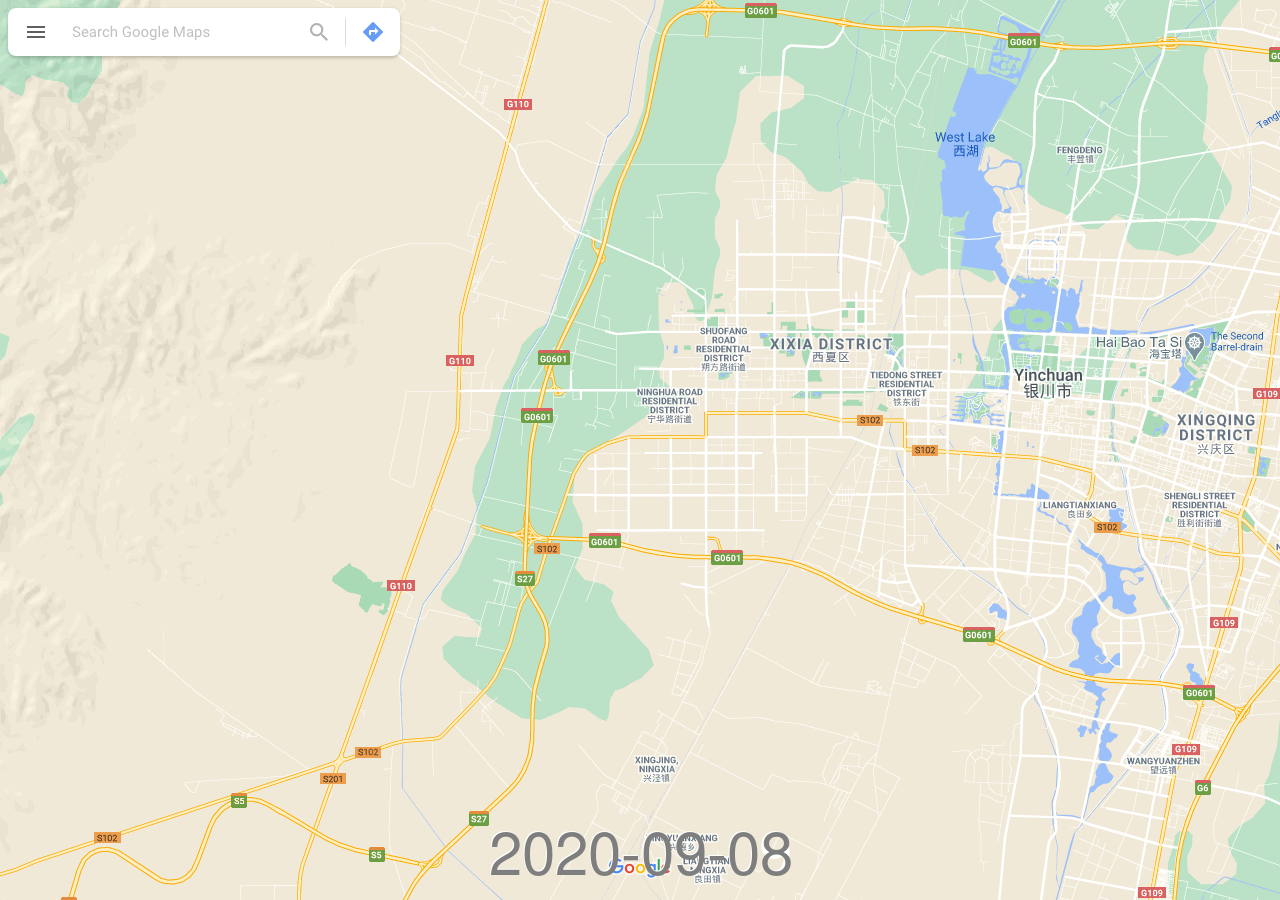 Search Google Maps
G0601
G0601
G110
West Lake
西湖
FENGDENG
丰登镇
SHUOFANG
ROAD
RESIDENTIAL
DISTRICT
朔方路街道
XIXIA DISTRICT
西夏区
Hai Bao Ta Si
海宝塔
The Second
Barrel-drain
G110
G0601
TIEDONG STREET
RESIDENTIAL
DISTRICT
铁东街
Yinchuan
银川市
NINGHUA ROAD
RESIDENTIAL
DISTRICT
宁华路街道
G109
G0601
S102
XINGQING
DISTRICT
兴庆区
S102
SHENGLI STREET
RESIDENTIAL
DISTRICT
胜利街街道
LIANGTIANXIANG
良田乡
S102
G0601
S102
G0601
S27
G110
G109
G0601
G0601
G109
S102
XINGJING,
NINGXIA
兴泾镇
WANGYUANZHEN
望远镇
S201
G6
S5
S27
S102
S5
2020-09-08
Google
良田镇
G109